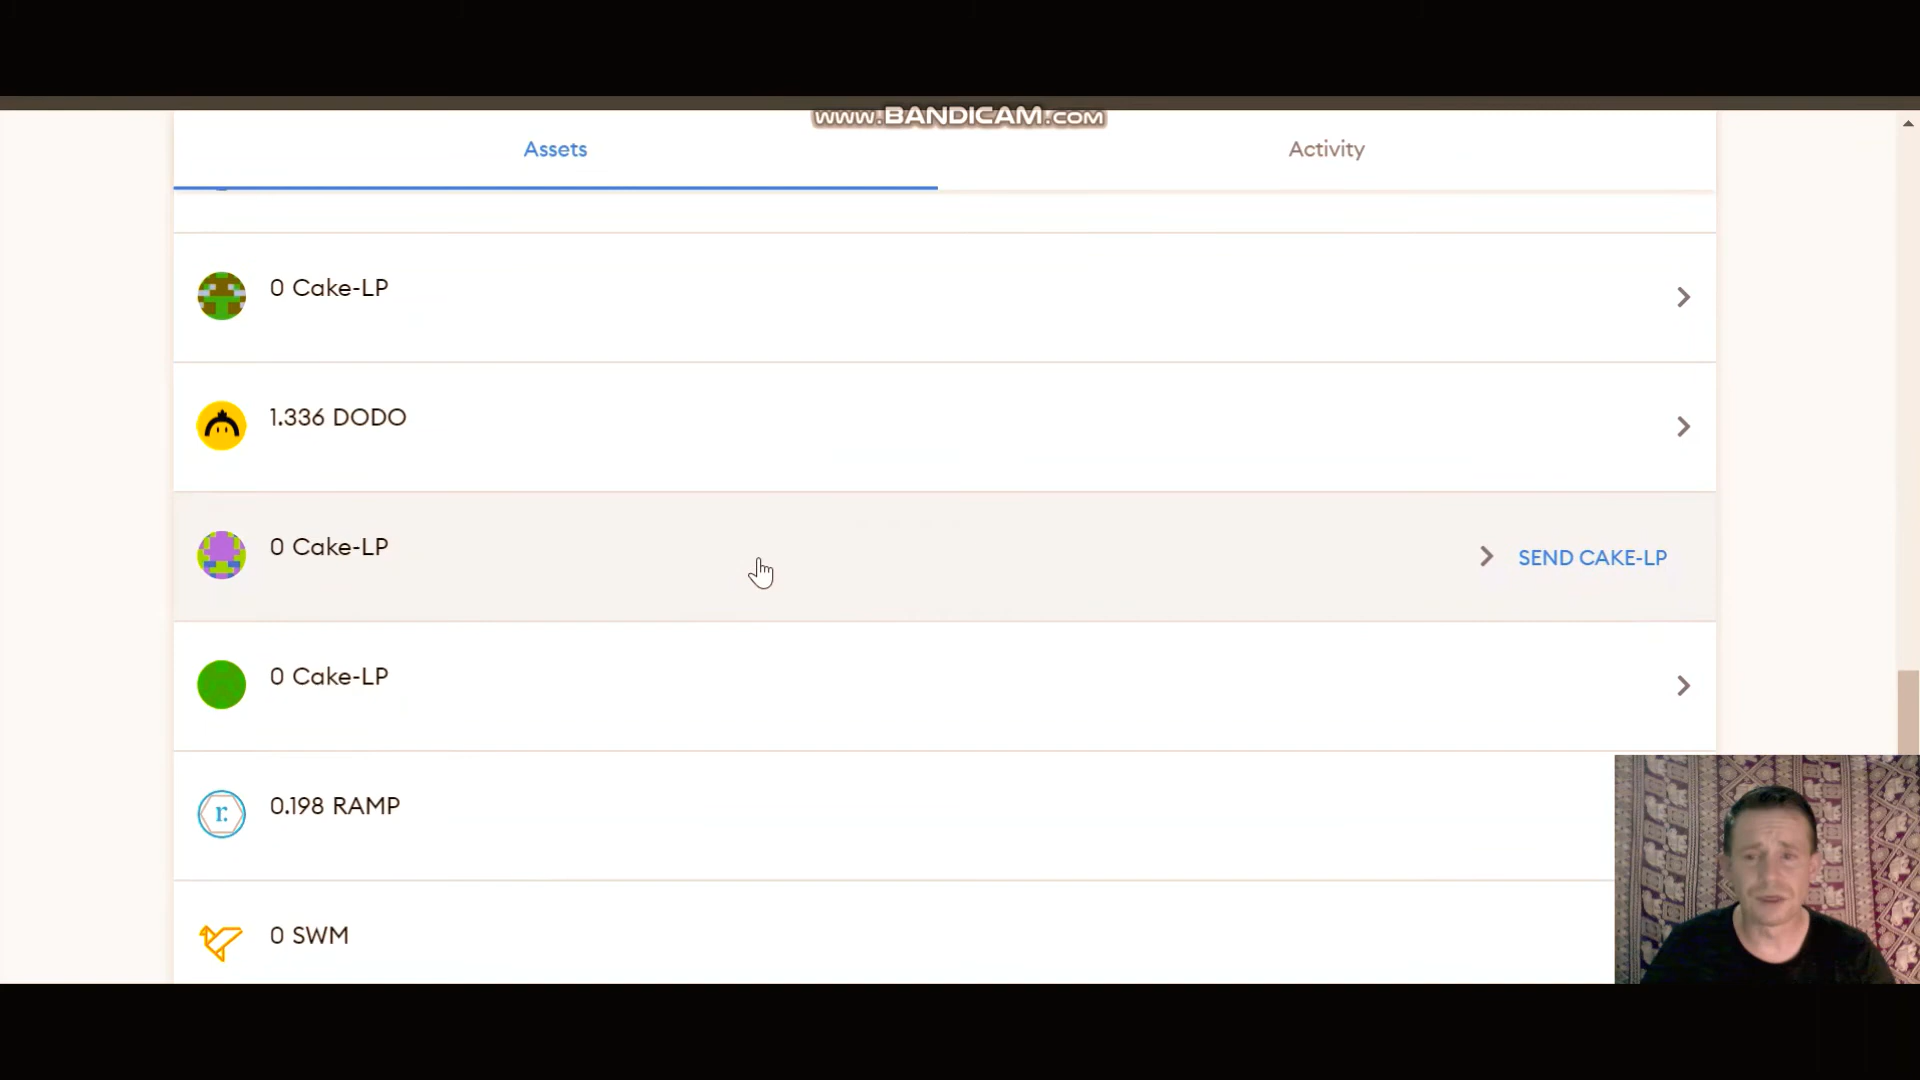 www.BANDICAM.com
Assets
Activity
0 Cake-LP
1.336 DODO
0 Cake-LP
SEND CAKE-LP
0 Cake-LP
r.
0.198 RAMP
0 SWM